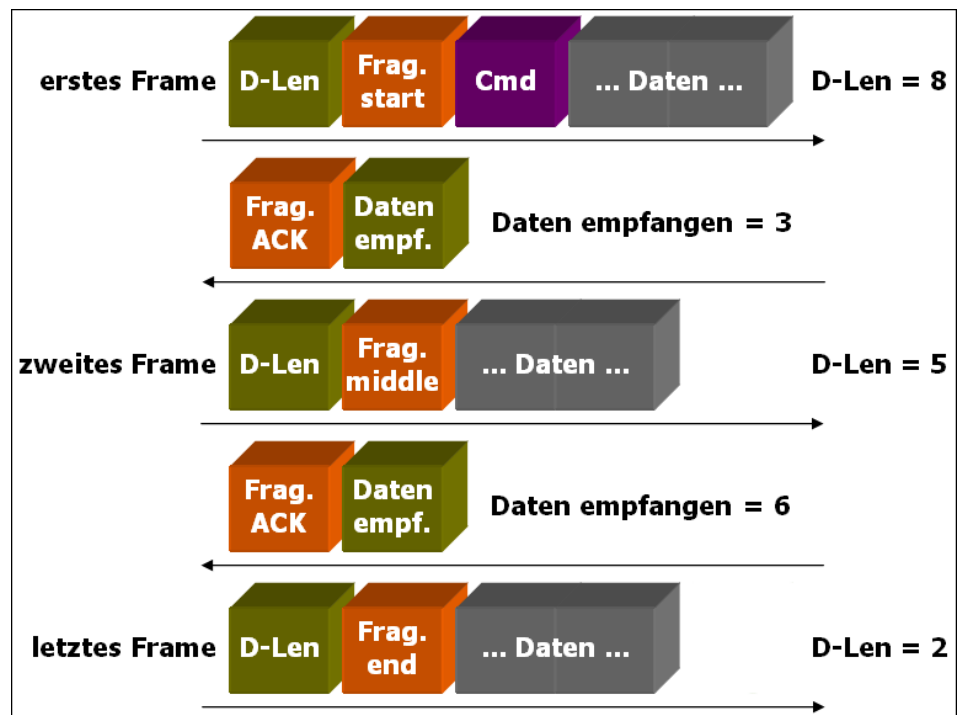 erstes Frame D-Len Frag. start Cmd ... Daten ... D-Len = 8
Frag. ACK Daten empf. Daten empfangen = 3
zweites Frame D-Len Frag. middle ... Daten ... D-Len = 5
Frag. ACK Daten empf. Daten empfangen = 6
letztes Frame D-Len Frag. end ... Daten ... D-Len = 2